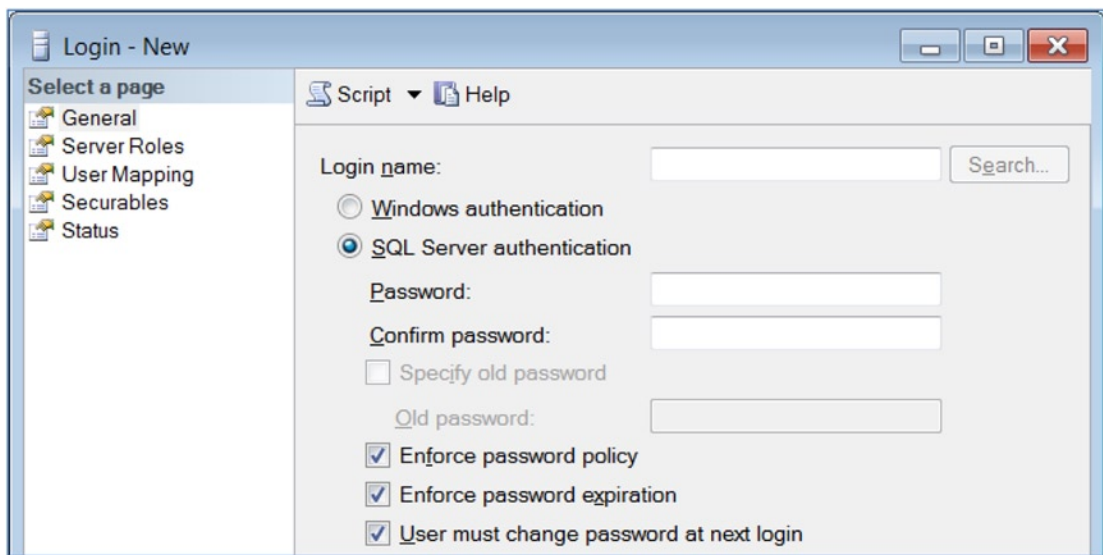 Login - New
Select a page
General
Server Roles
User Mapping
Securables
Status
Script Help
Login name: Search...
Windows authentication
SQL Server authentication
Password:
Confirm password:
Specify old password
Old password:
Enforce password policy
Enforce password expiration
User must change password at next login